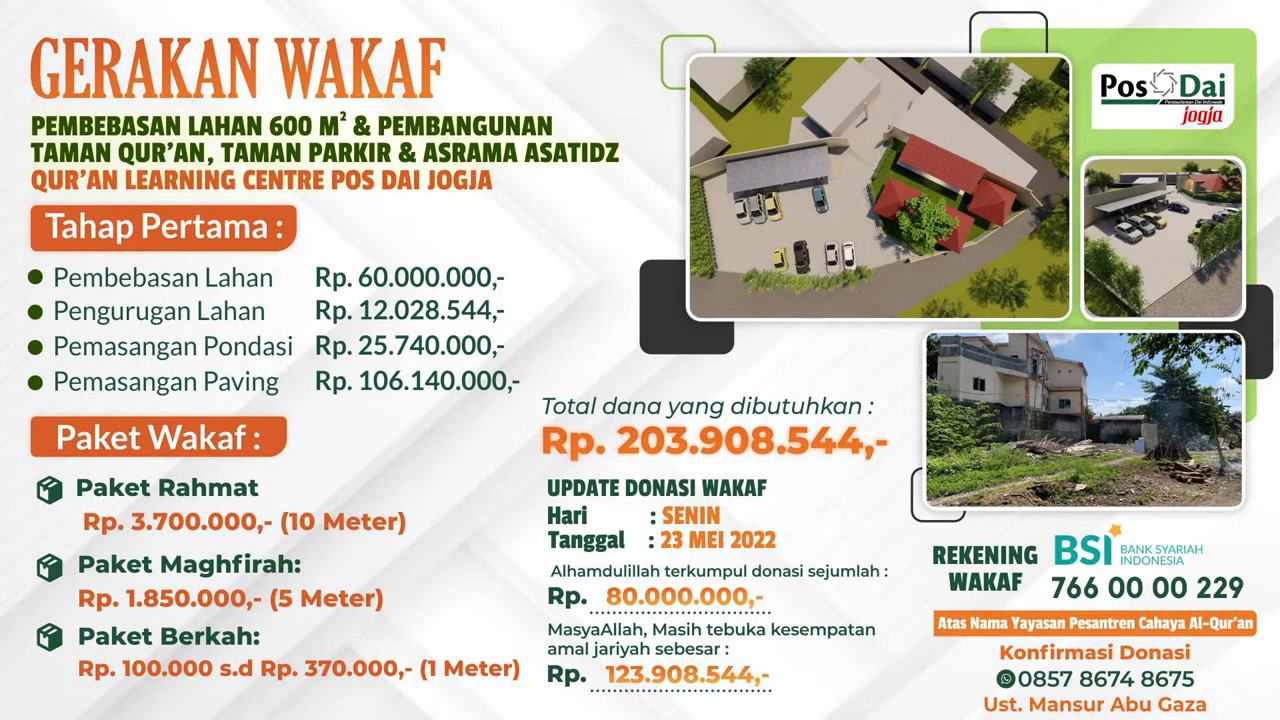 GERAKAN WAKAF
PEMBEBASAN LAHAN 600 M² & PEMBANGUNAN
TAMAN QUR'AN, TAMAN PARKIR & ASRAMA ASATIDZ
QUR'AN LEARNING CENTRE POS DAI JOGJA
Tahap Pertama :
Pembebasan Lahan Rp. 60.000.000,-
Pengurugan Lahan Rp. 12.028.544,-
Pemasangan Pondasi Rp. 25.740.000,-
Pemasangan Paving Rp. 106.140.000,-
Paket Wakaf :
Paket Rahmat
Rp. 3.700.000,- (10 Meter)
Paket Maghfirah:
Rp. 1.850.000,- (5 Meter)
Paket Berkah:
Rp. 100.000 s.d Rp. 370.000,- (1 Meter)
Total dana yang dibutuhkan :
Rp. 203.908.544,-
UPDATE DONASI WAKAF
Hari : SENIN
Tanggal : 23 MEI 2022
Alhamdulillah terkumpul donasi sejumlah :
Rp. 80.000.000,-
MasyaAllah, Masih tebuka kesempatan
amal jariyah sebesar :
Rp. 123.908.544,-
Pos Dai
Persaudaraan Dai Indonesia
jogja
REKENING
WAKAF
BSI BANK SYARIAH
INDONESIA
766 00 00 229
Atas Nama Yayasan Pesantren Cahaya Al-Qur'an
Konfirmasi Donasi
0857 8674 8675
Ust. Mansur Abu Gaza